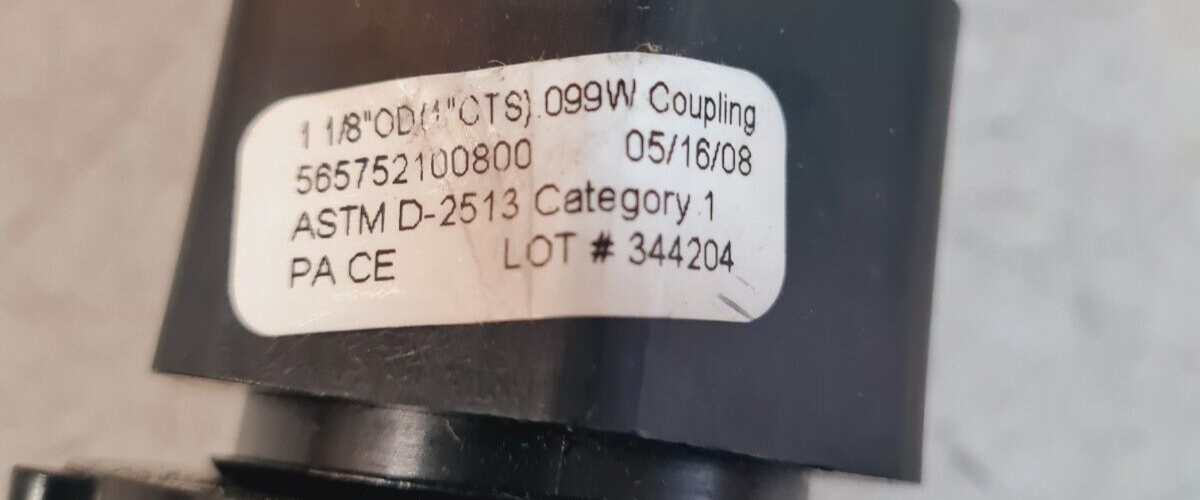 1 1/8"OD(1"CTS) .099W Coupling
565752100800 05/16/08
ASTM D-2513 Category 1
PA CE LOT # 344204